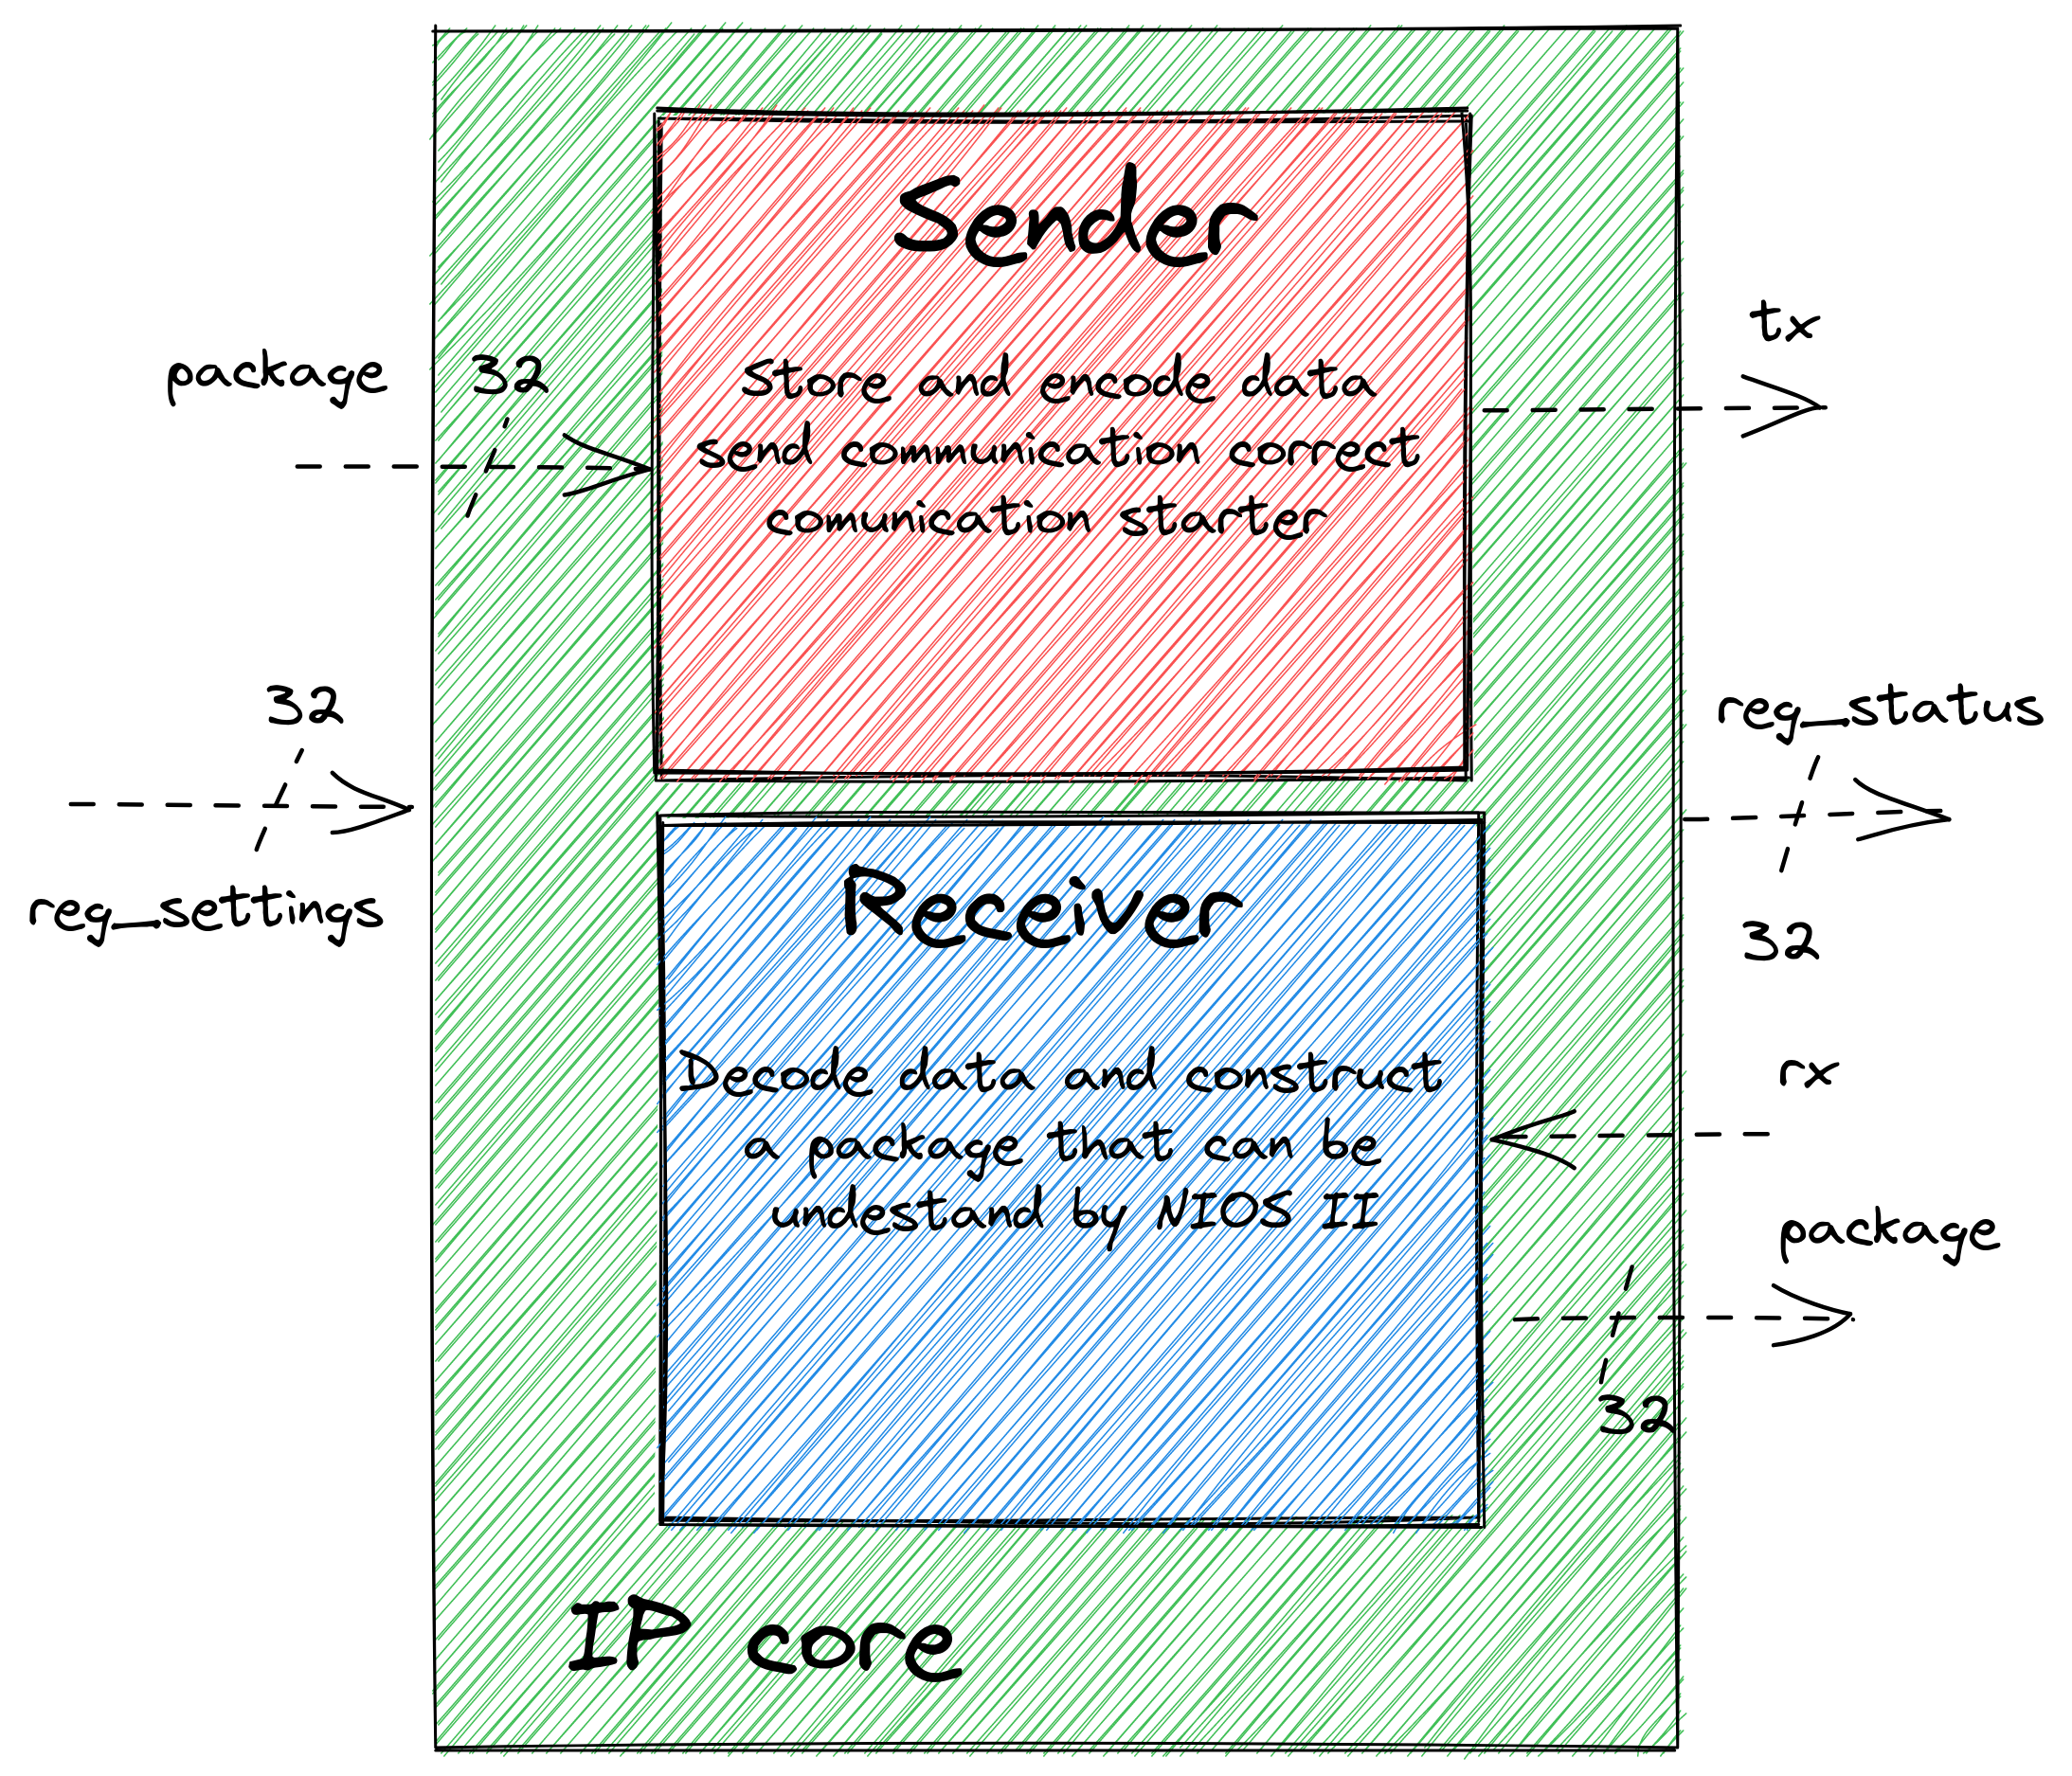 Sender
tx
package
32
Store and encode data
send communication correct
comunication starter
32
reg_status
reg_settings
Receiver
32
Decode data and construct
a package that can be
undestand by NIOS II
rx
package
32
IP core